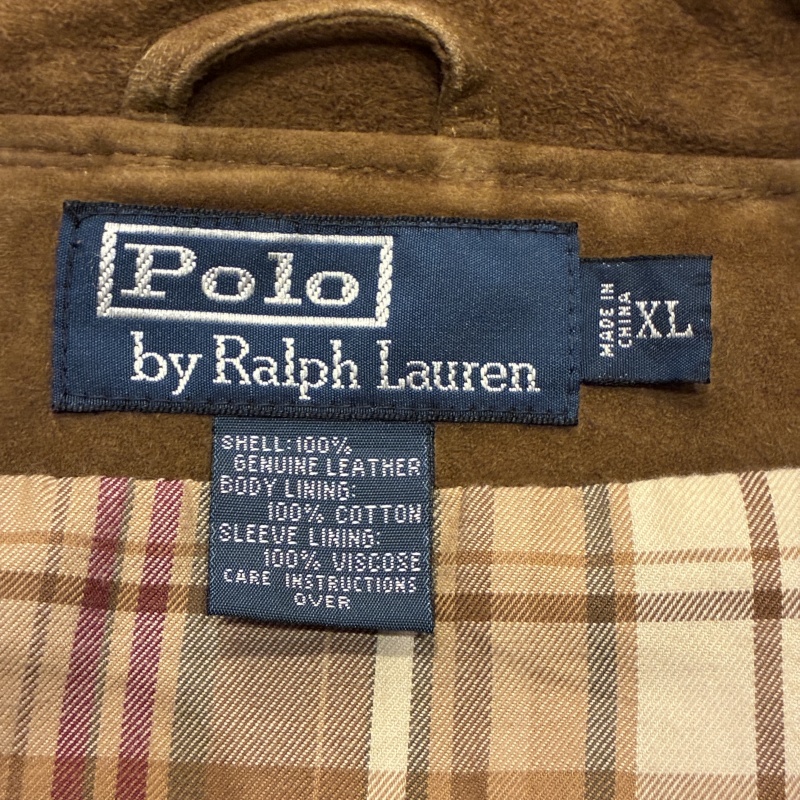 Polo
by Ralph Lauren
MADE IN
CHINA
XL
SHELL:100%
GENUINE LEATHER
BODY LINING:
100% COTTON
SLEEVE LINING:
100% VISCOSE
CARE INSTRUCTIONS
OVER